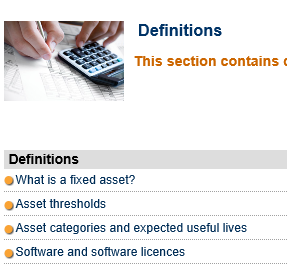 Definitions
This section contains
Definitions
What is a fixed asset?
Asset thresholds
Asset categories and expected useful lives
Software and software licences